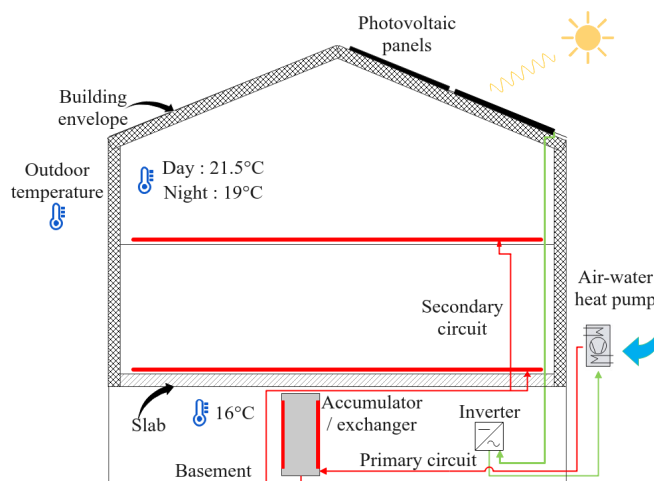 Photovoltaic
panels
Building
envelope
Outdoor
temperature
Day : 21.5°C
Night : 19°C
Air-water
heat pump
Secondary
circuit
Slab
16°C
Accumulator
/ exchanger
Inverter
Basement
Primary circuit